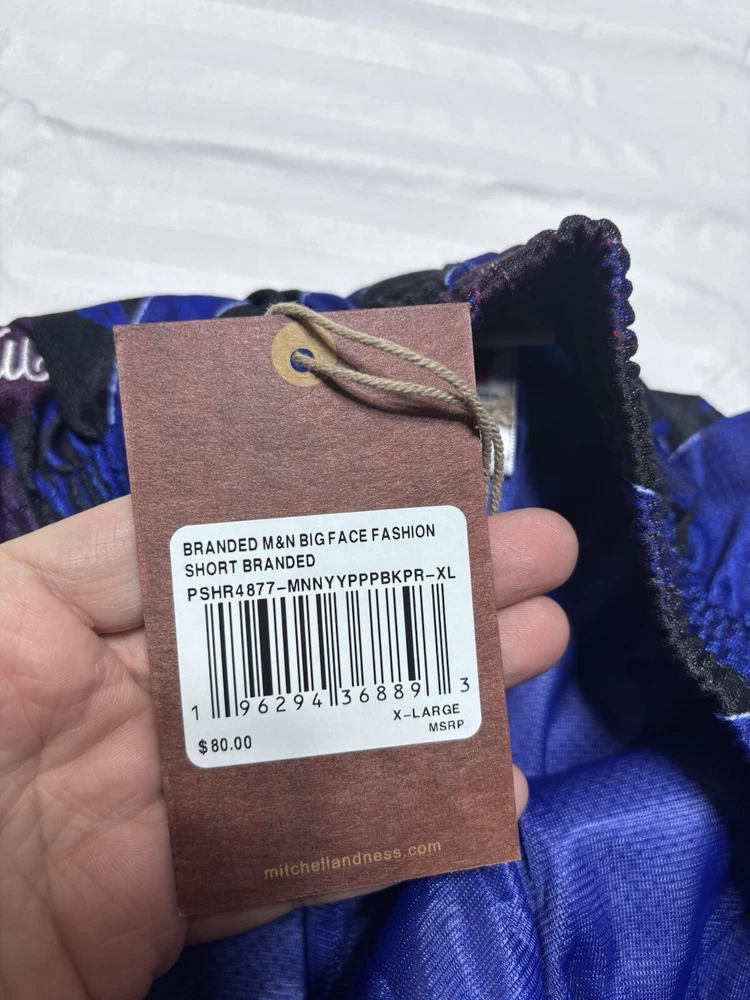 BRANDED M&N BIG FACE FASHION
SHORT BRANDED
PSHR4877-MNNYYPPPBKPR-XL
1 96294 36889 3
X-LARGE
MSRP
$80.00
mitchellandness.com